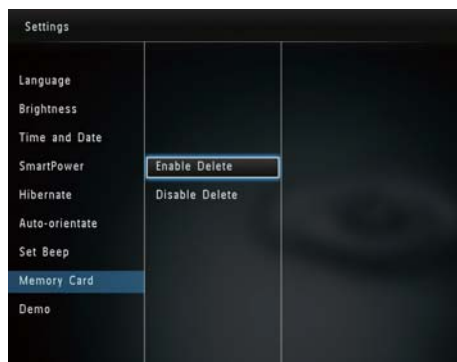 Settings
Language
Brightness
Time and Date
SmartPower
Hibernate
Auto-orientate
Set Beep
Memory Card
Demo
Enable Delete
Disable Delete